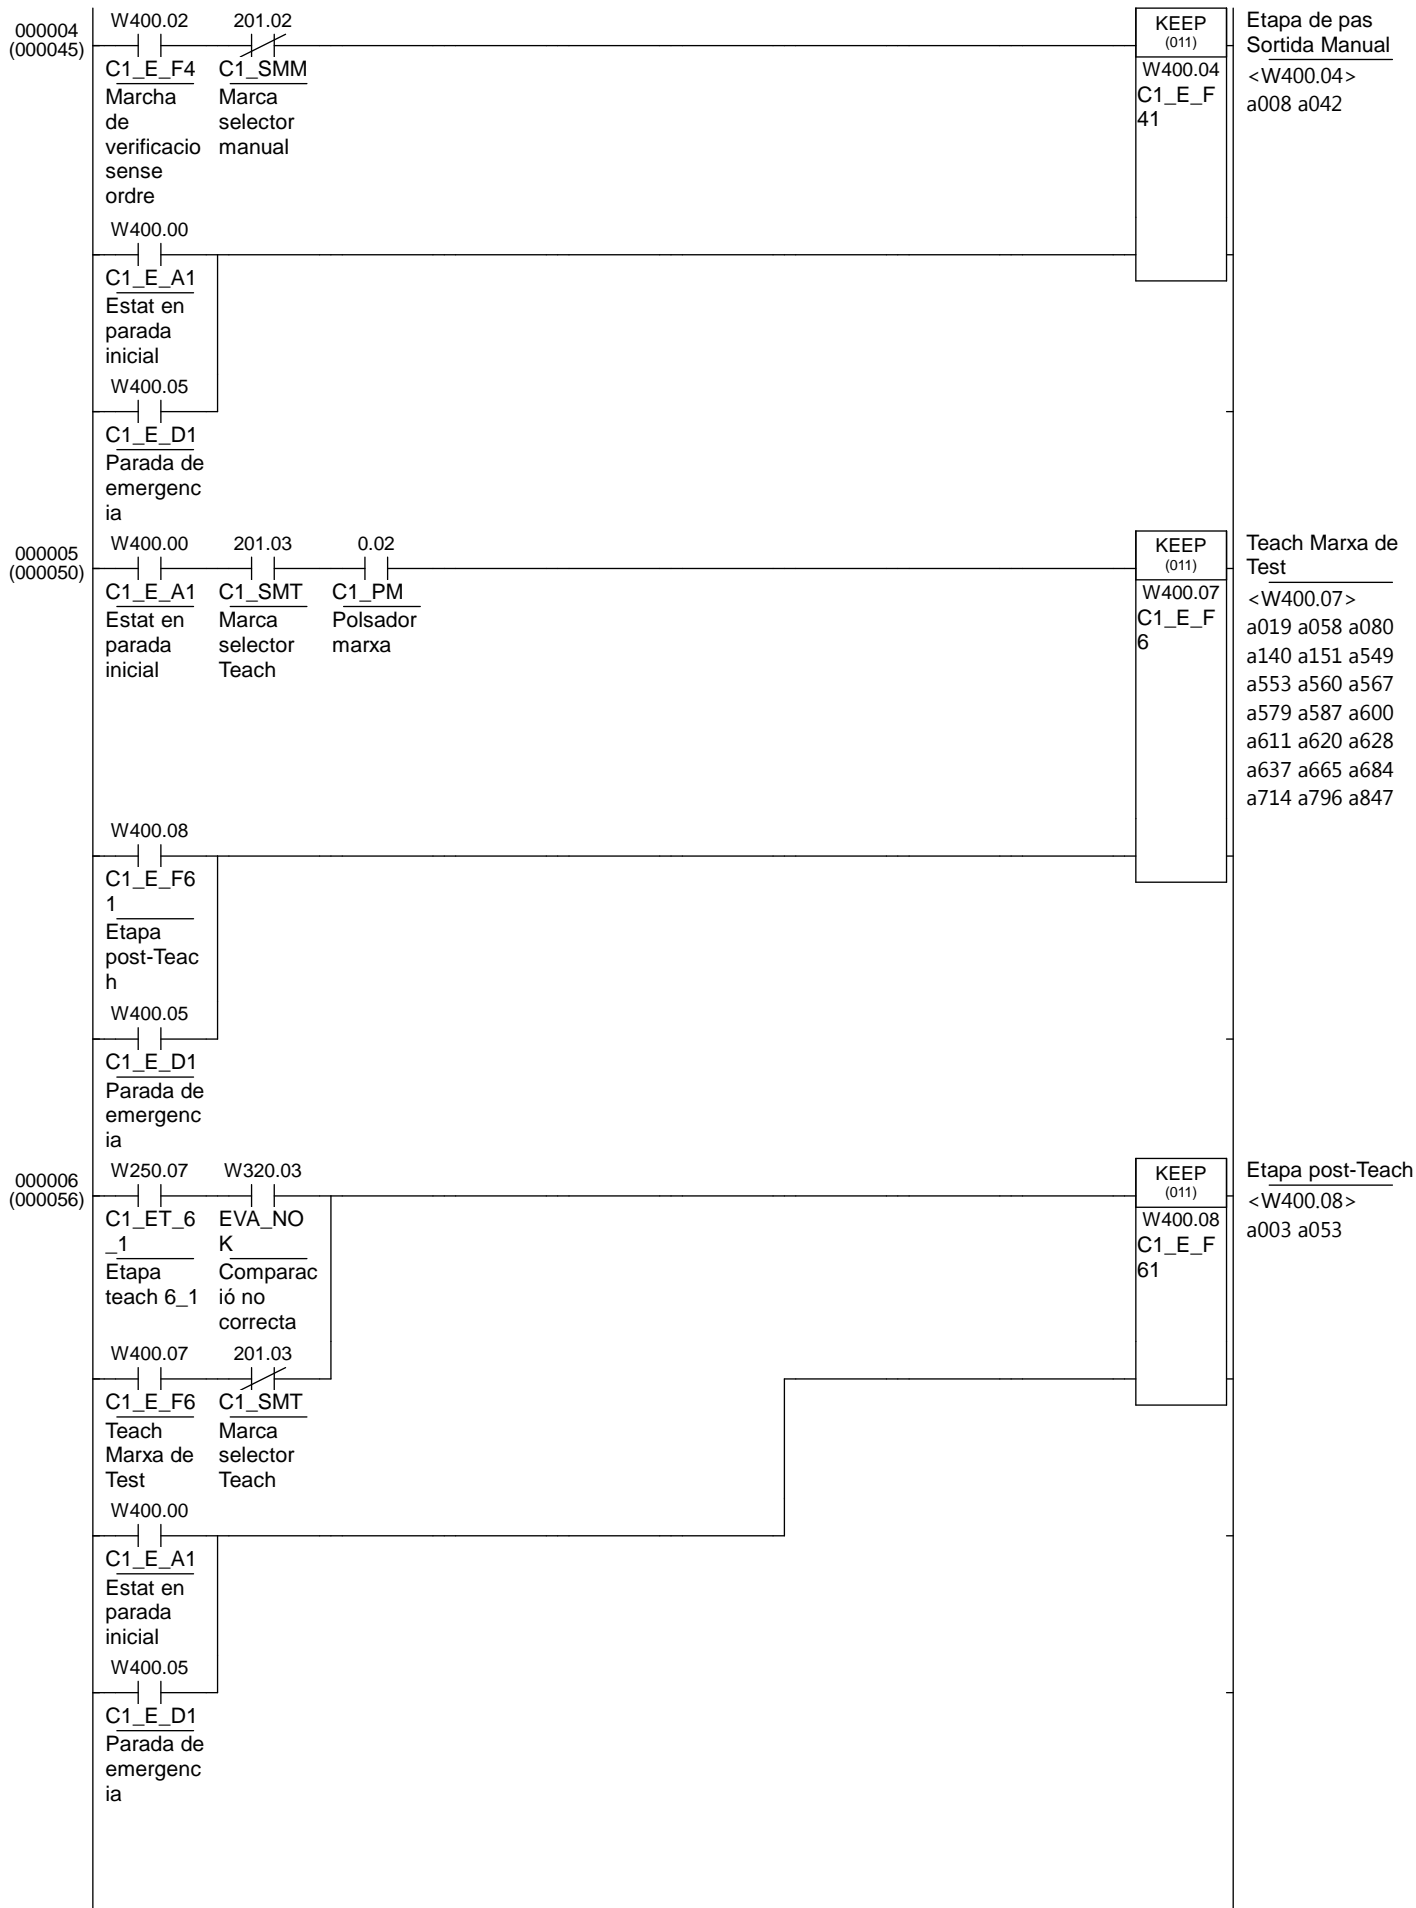 000004
(000045)
W400.02
201.02
C1_E_F4
Marcha
de
verificacio
sense
ordre
C1_SMM
Marca
selector
manual
KEEP
(011)
W400.04
C1_E_F
41
Etapa de pas
Sortida Manual
<W400.04>
a008 a042
W400.00
C1_E_A1
Estat en
parada
inicial
W400.05
C1_E_D1
Parada de
emergenc
ia
000005
(000050)
W400.00
201.03
0.02
C1_E_A1
Estat en
parada
inicial
C1_SMT
Marca
selector
Teach
C1_PM
Polsador
marxa
KEEP
(011)
W400.07
C1_E_F
6
Teach Marxa de
Test
<W400.07>
a019 a058 a080
a140 a151 a549
a553 a560 a567
a579 a587 a600
a611 a620 a628
a637 a665 a684
a714 a796 a847
W400.08
C1_E_F6
1
Etapa
post-Teac
h
W400.05
C1_E_D1
Parada de
emergenc
ia
000006
(000056)
W250.07
W320.03
C1_ET_6
_1
Etapa
teach 6_1
EVA_NO
K
Comparac
ió no
correcta
KEEP
(011)
W400.08
C1_E_F
61
Etapa post-Teach
<W400.08>
a003 a053
W400.07
201.03
C1_E_F6
Teach
Marxa de
Test
C1_SMT
Marca
selector
Teach
W400.00
C1_E_A1
Estat en
parada
inicial
W400.05
C1_E_D1
Parada de
emergenc
ia